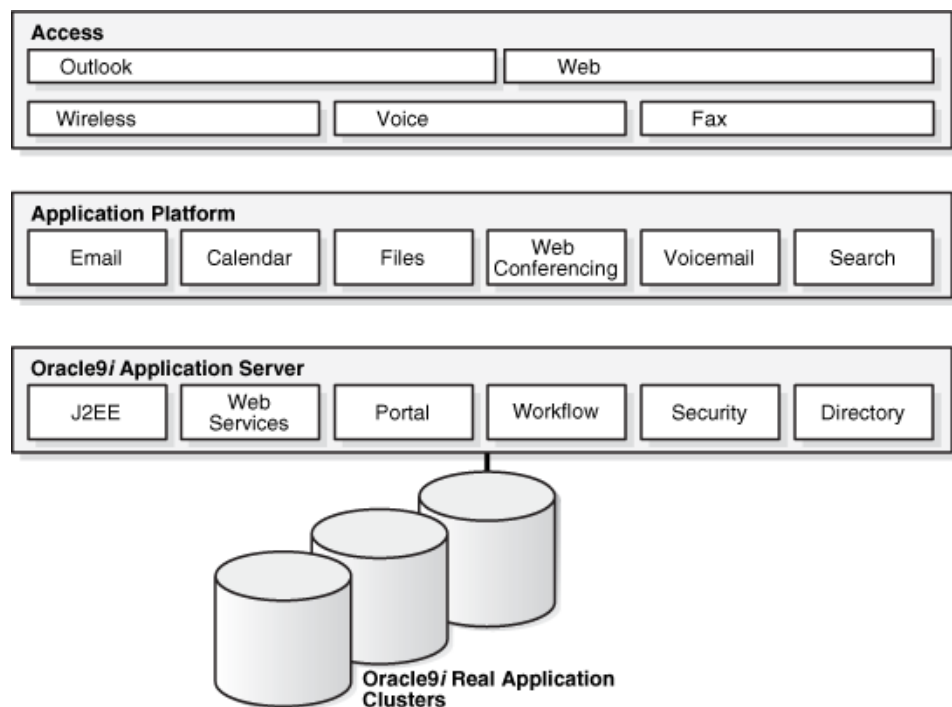 Access
Outlook
Web
Wireless
Voice
Fax
Application Platform
Email
Calendar
Files
Web
Conferencing
Voicemail
Search
Oracle9i Application Server
J2EE
Web
Services
Portal
Workflow
Security
Directory
Oracle9i Real Application
Clusters